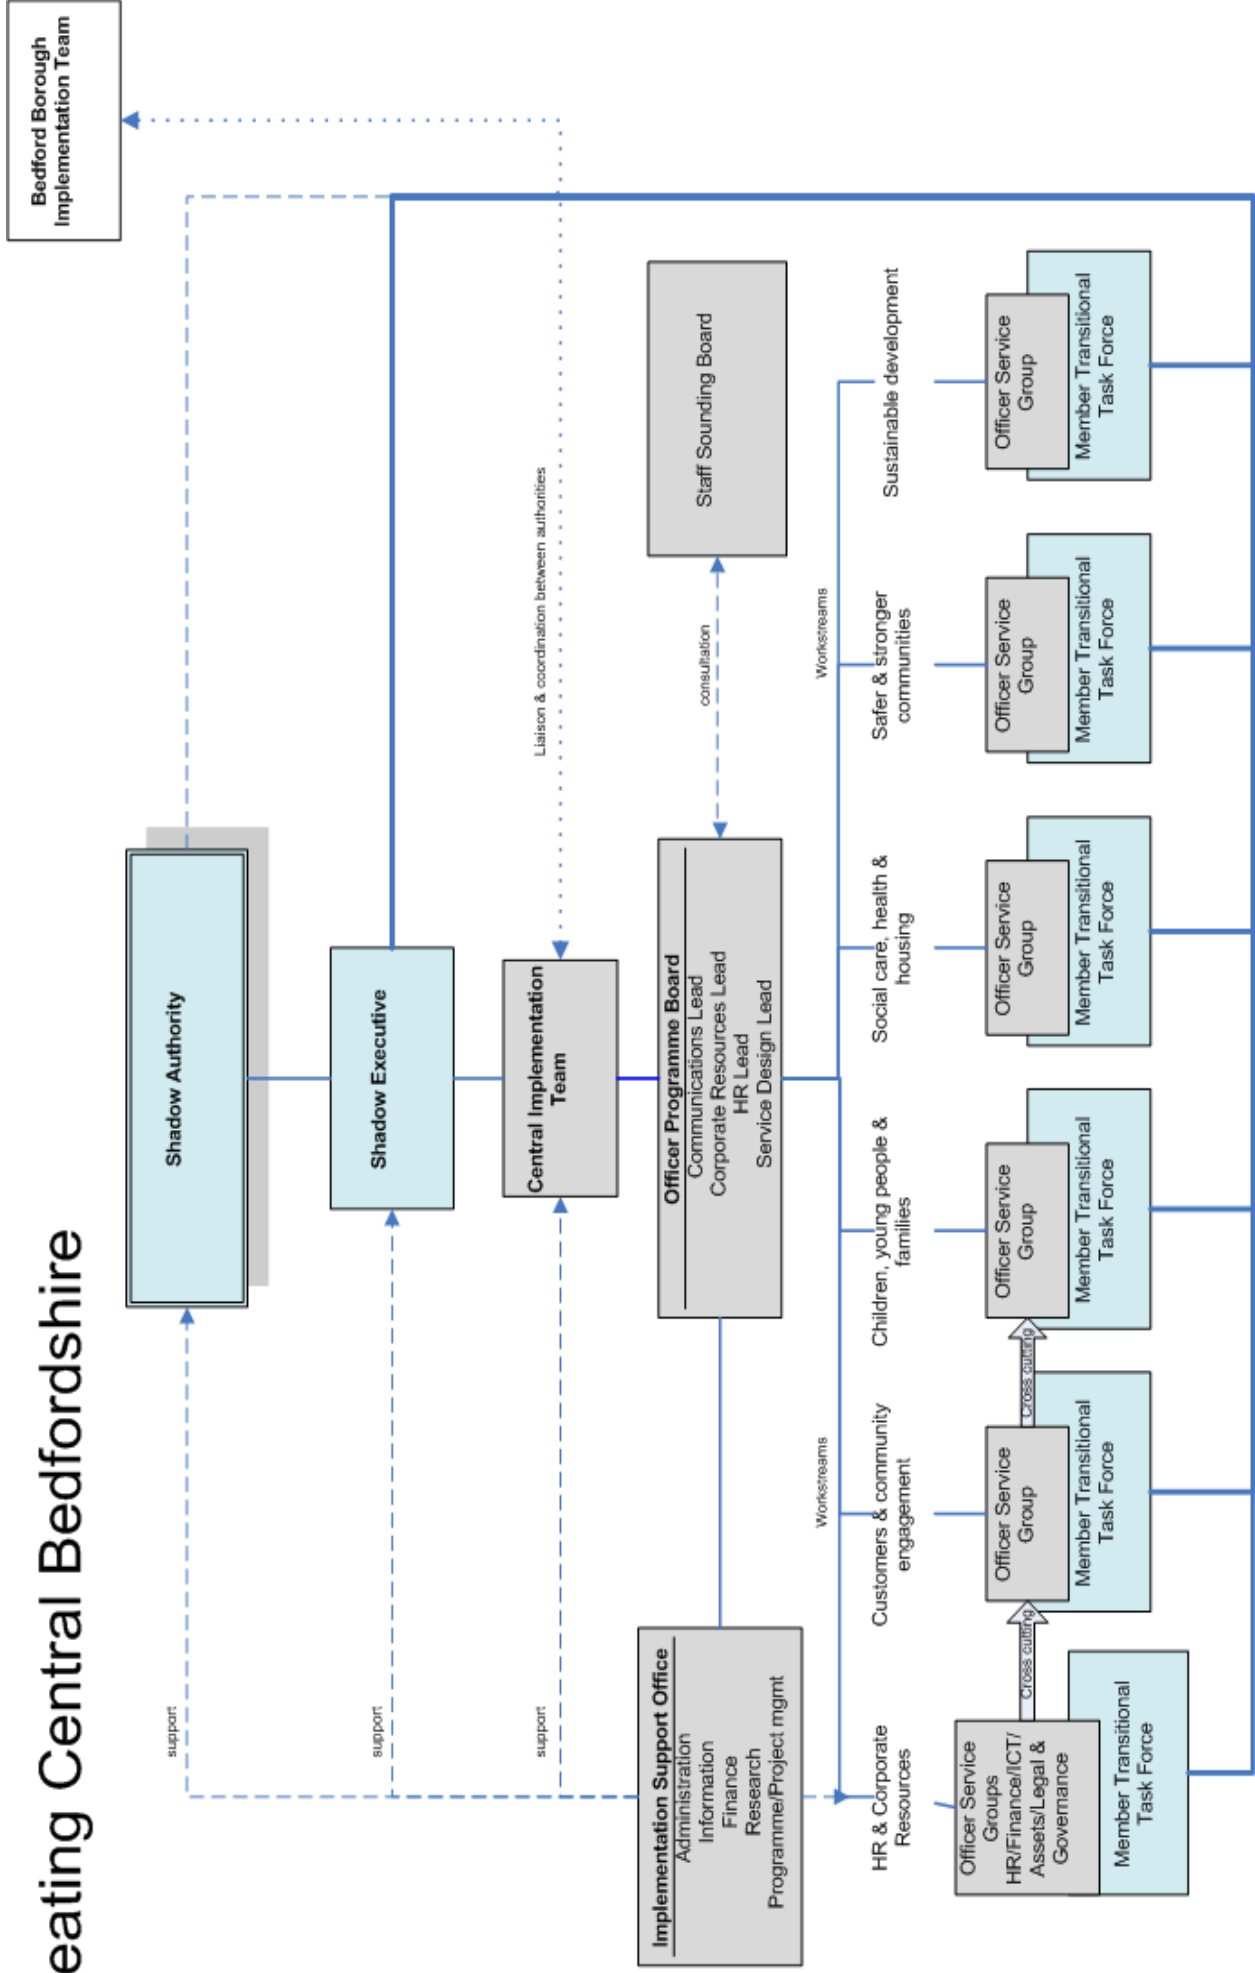 eating Central Bedfordshire
Bedford Borough
Implementation Team
Shadow Authority
support
Shadow Executive
support
Central Implementation
Team
support
Liaison & coordination between authorities
Implementation Support Office
Administration
Information
Finance
Research
Programme/Project mgmt
Officer Programme Board
Communications Lead
Corporate Resources Lead
HR Lead
Service Design Lead
consultation
Staff Sounding Board
Workstreams
Workstreams
HR & Corporate
Resources
Customers & community
engagement
Children, young people &
families
Social care, health &
housing
Safer & stronger
communities
Sustainable development
Officer Service
Groups
HR/Finance/ICT/
Assets/Legal &
Governance
Member Transitional
Task Force
Cross cutting
Officer Service
Group
Member Transitional
Task Force
Cross cutting
Officer Service
Group
Member Transitional
Task Force
Officer Service
Group
Member Transitional
Task Force
Officer Service
Group
Member Transitional
Task Force
Officer Service
Group
Member Transitional
Task Force